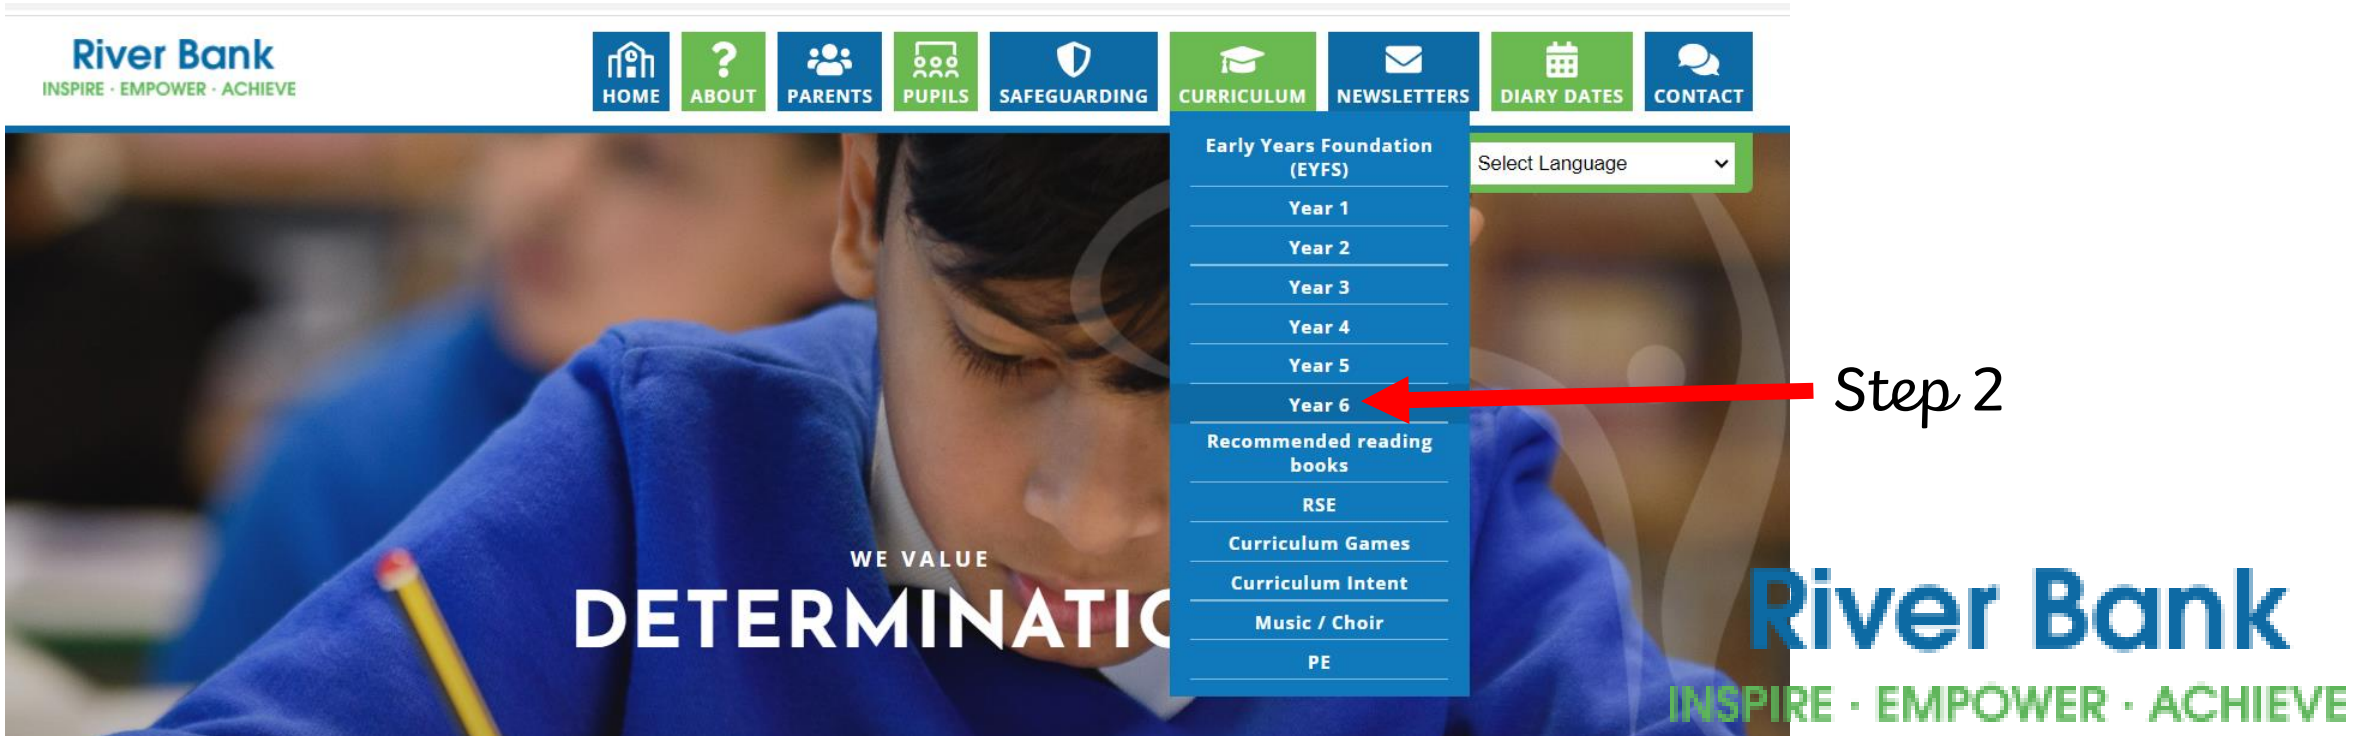 River Bank
INSPIRE · EMPOWER · ACHIEVE
HOME
ABOUT
PARENTS
PUPILS
SAFEGUARDING
CURRICULUM
NEWSLETTERS
DIARY DATES
CONTACT
Early Years Foundation
(EYFS)
Year 1
Year 2
Year 3
Year 4
Year 5
Year 6
Recommended reading
books
RSE
Curriculum Games
Curriculum Intent
Music / Choir
PE
Select Language
Step 2
WE VALUE
DETERMINATIO
River Bank
INSPIRE · EMPOWER · ACHIEVE